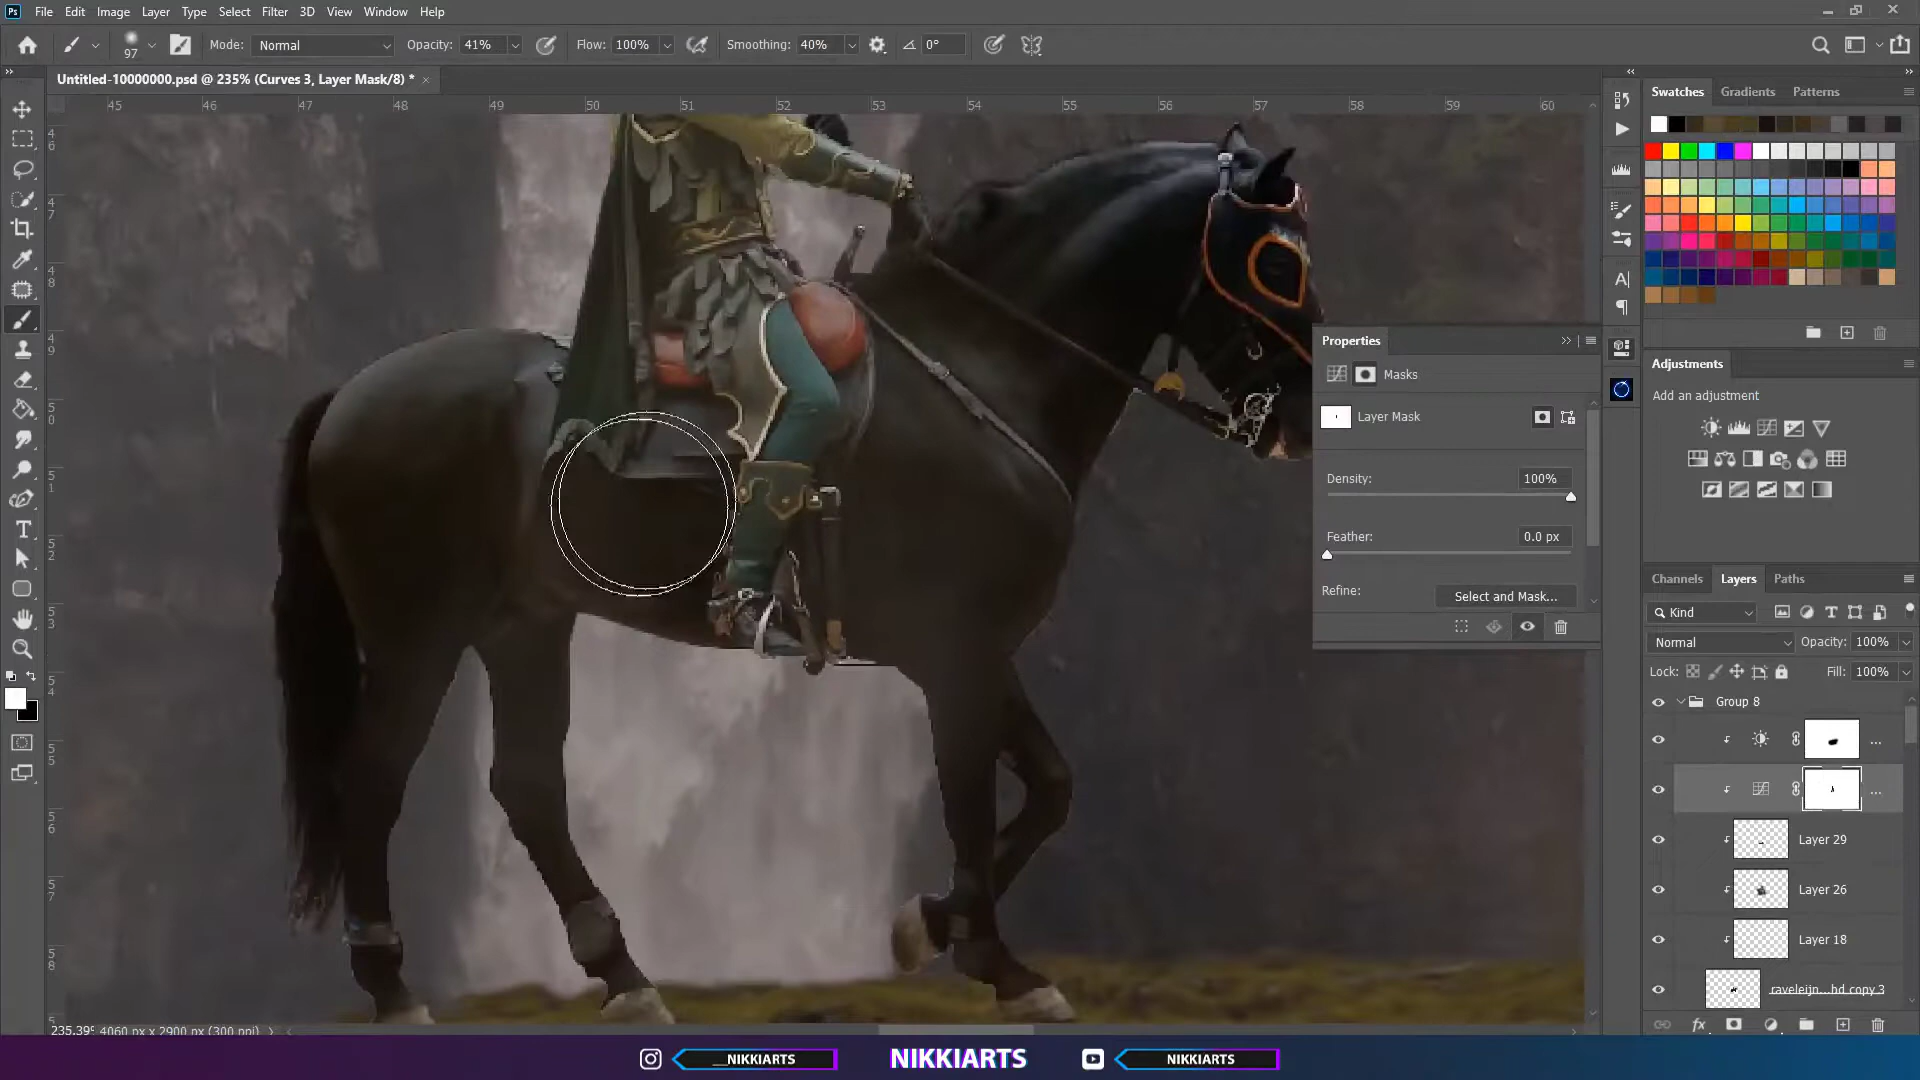 Ps File Edit Image Layer Type Select Filter 3D View Window Help
97 Mode: Normal Opacity: 41% Flow: 100% Smoothing: 40% 0°
Untitled-10000000.psd @ 235% (Curves 3, Layer Mask/8) * ×
45 46 47 48 49 50 51 52 53 54 55 56 57 58 59 60
Swatches Gradients Patterns
Properties
Masks
Layer Mask
Density: 100%
Feather: 0.0 px
Refine: Select and Mask...
Adjustments
Add an adjustment
Channels Layers Paths
Kind
Normal Opacity: 100%
Lock: Fill: 100%
Group 8
Layer 29
Layer 26
Layer 18
raveleijn...hd copy 3
235.39% 4060 px x 2900 px (300 ppi)
__NIKKIARTS NIKKIARTS NIKKIARTS